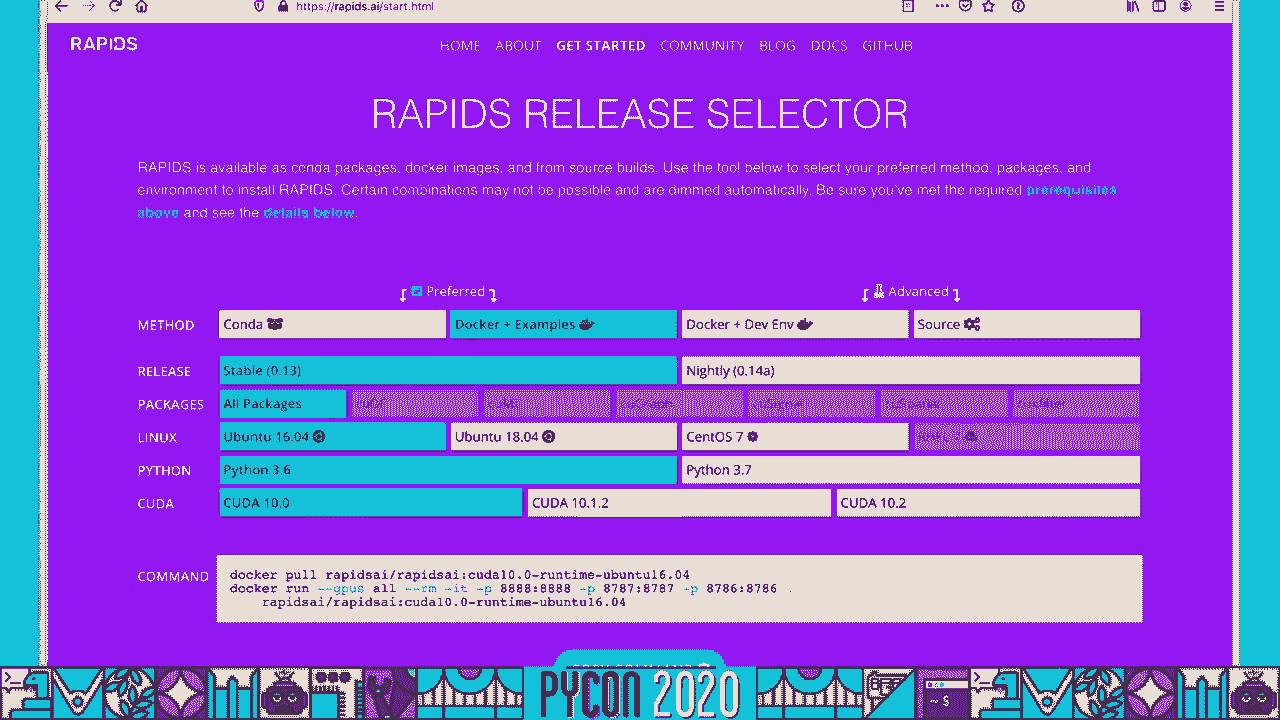 https://rapids.ai/start.html
RAPIDS
HOME ABOUT GET STARTED COMMUNITY BLOG DOCS GITHUB
RAPIDS RELEASE SELECTOR
RAPIDS is available as conda packages, docker images, and from source builds. Use the tool below to select your preferred method, packages, and
environment to install RAPIDS. Certain combinations may not be possible and are dimmed automatically. Be sure you've met the required prerequisites
above and see the details below.
Preferred Advanced
METHOD Conda Docker + Examples Docker + Dev Env Source
RELEASE Stable (0.13) Nightly (0.14a)
PACKAGES All Packages
LINUX Ubuntu 16.04 Ubuntu 18.04 CentOS 7
PYTHON Python 3.6 Python 3.7
CUDA CUDA 10.0 CUDA 10.1.2 CUDA 10.2
COMMAND
docker pull rapidsai/rapidsai:cuda10.0-runtime-ubuntu16.04
docker run --gpus all --rm -it -p 8888:8888 -p 8787:8787 -p 8786:8786
rapidsai/rapidsai:cuda10.0-runtime-ubuntu16.04
PYCON 2020
~ $